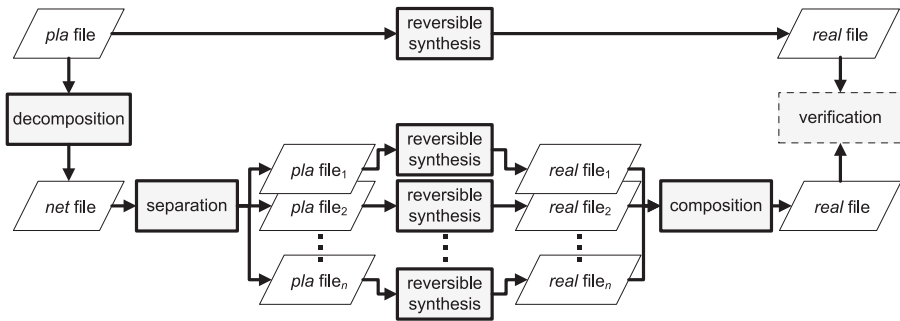 pla file
reversible
synthesis
real file
decomposition
verification
pla file1
reversible
synthesis
real file1
net file
separation
pla file2
reversible
synthesis
real file2
composition
real file
pla filen
reversible
synthesis
real filen